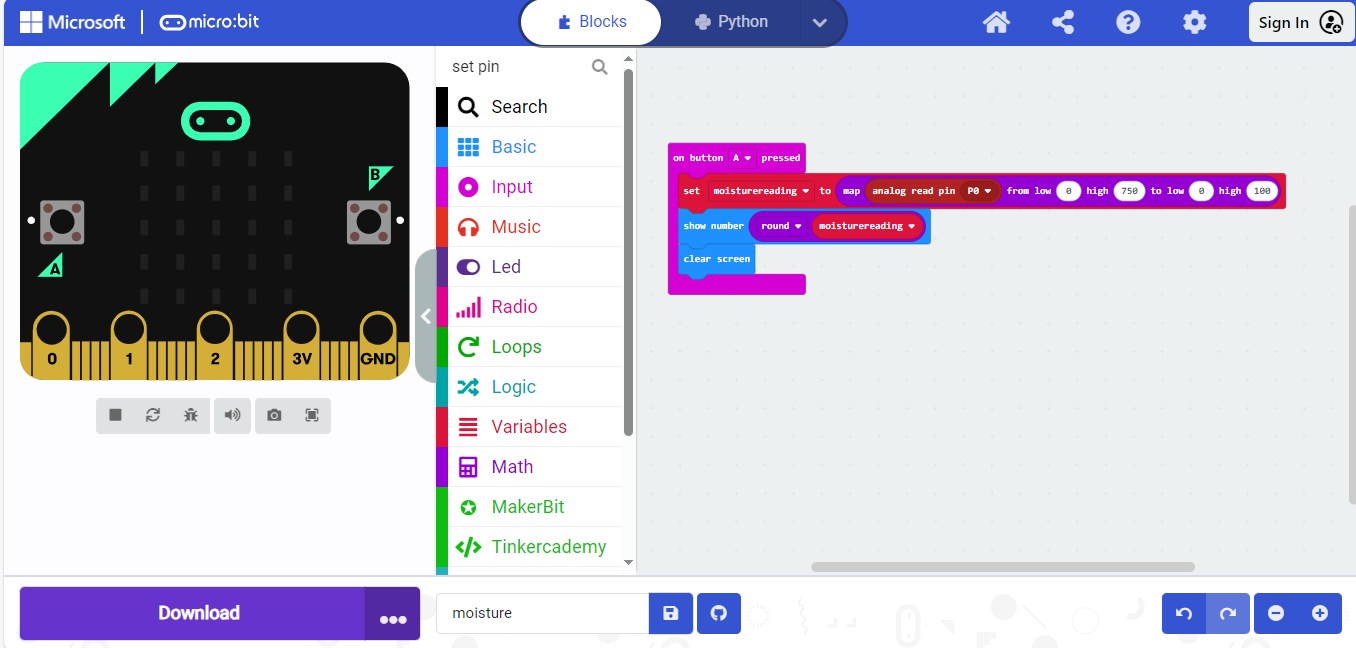 Microsoft
micro:bit
Blocks
Python
Sign In
B
A
0
1
2
3V
GND
set pin
Search
Basic
Input
Music
Led
Radio
Loops
Logic
Variables
Math
MakerBit
Tinkercademy
on button A pressed
set moisturereading to map analog read pin P0 from low 0 high 750 to low 0 high 100
show number round moisturereading
clear screen
Download
moisture